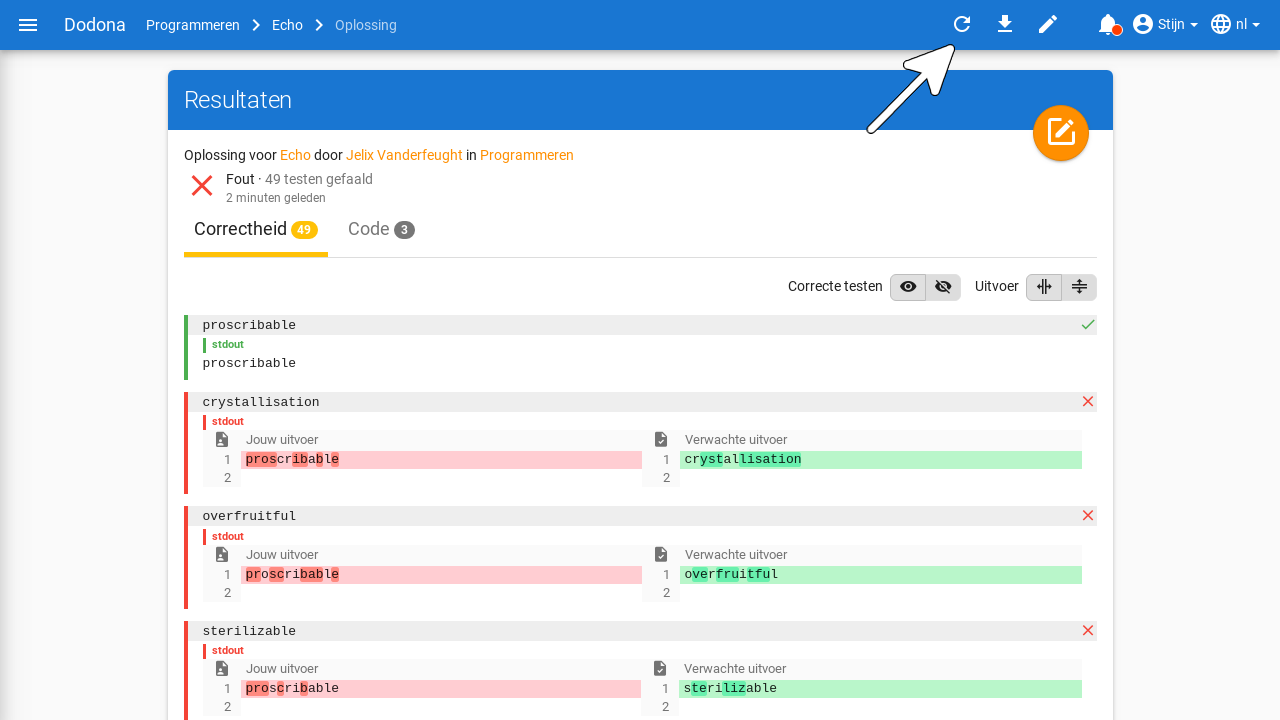 Dodona Programmeren Echo Oplossing Stijn nl
Resultaten
Oplossing voor Echo door Jelix Vanderfeught in Programmeren
Fout · 49 testen gefaald
2 minuten geleden
Correctheid 49 Code 3
Correcte testen Uitvoer
proscribable
stdout
proscribable
crystallisation
stdout
Jouw uitvoer Verwachte uitvoer
1 proscribable 1 crystallisation
2 2
overfruitful
stdout
Jouw uitvoer Verwachte uitvoer
1 proscribable 1 overfruitful
2 2
sterilizable
stdout
Jouw uitvoer Verwachte uitvoer
1 proscribable 1 sterilizable
2 2